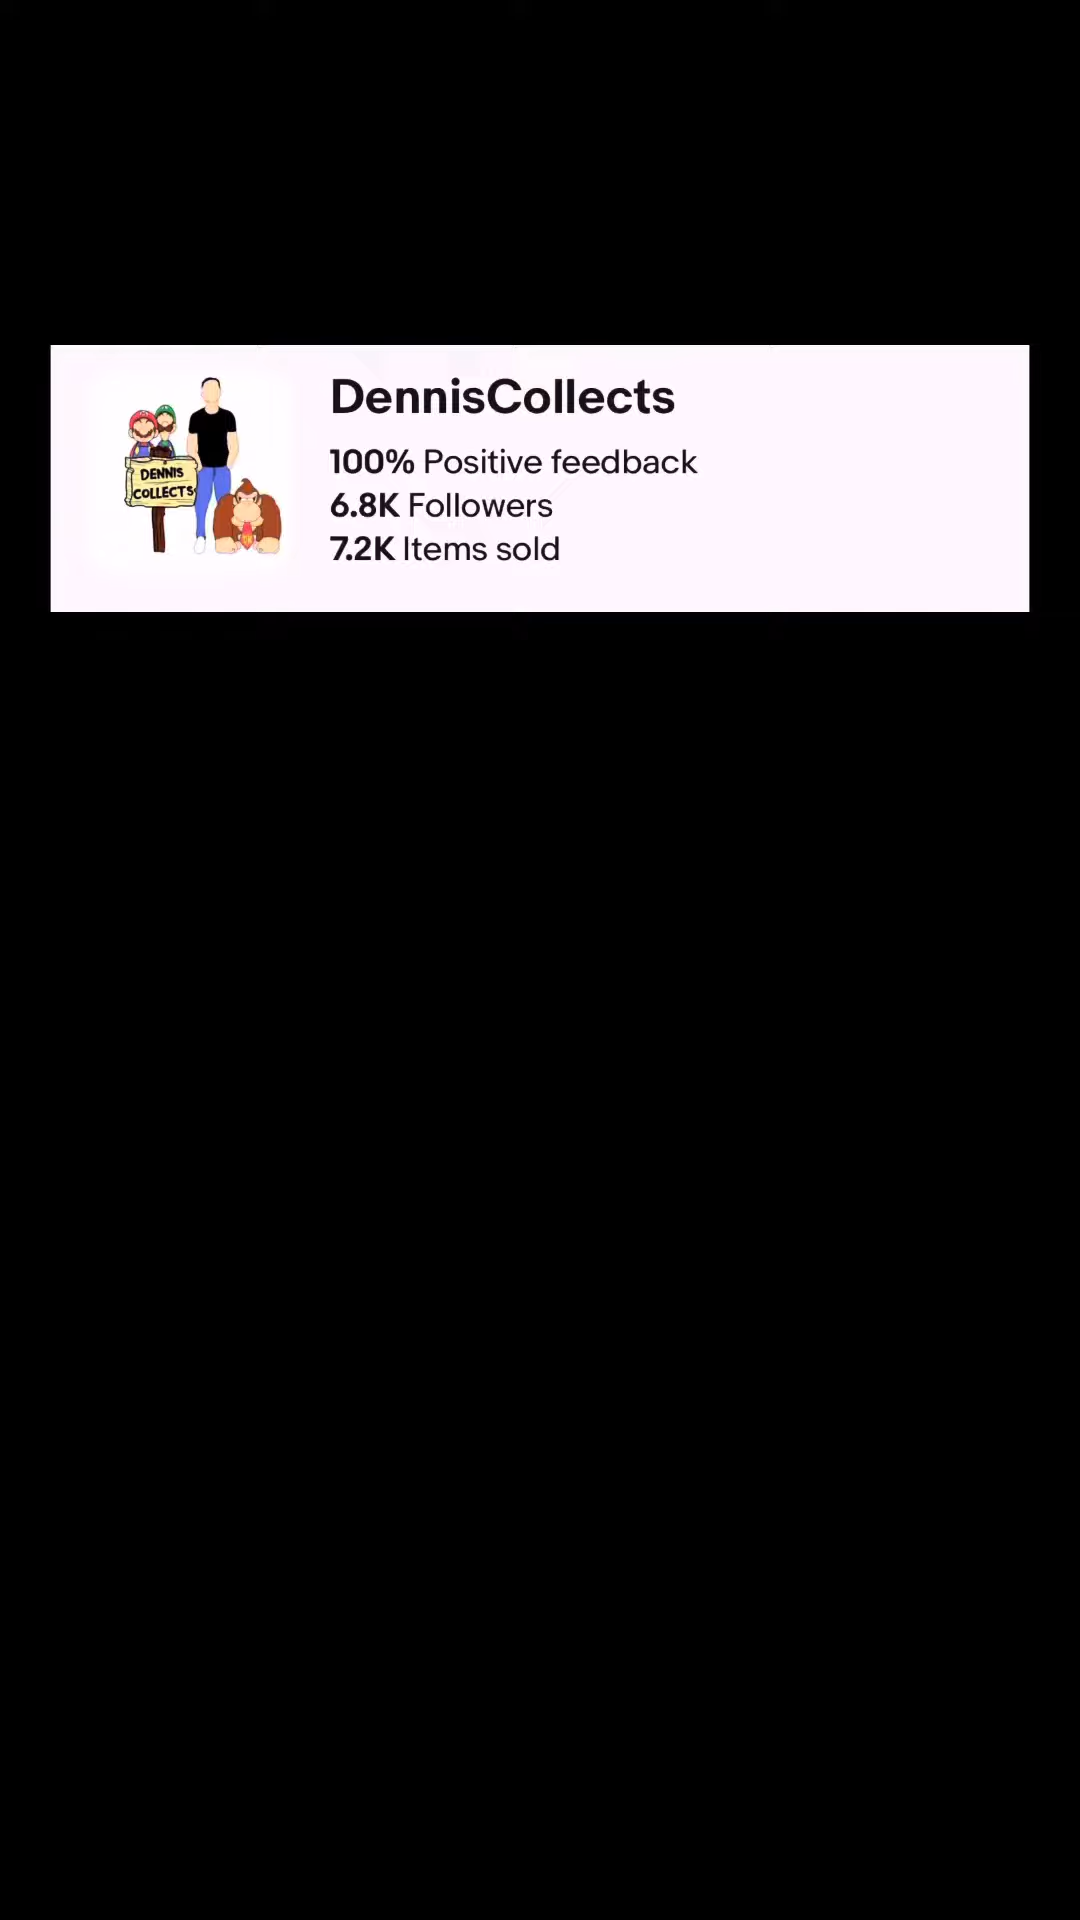 DennisCollects
100% Positive feedback
6.8K Followers
7.2K Items sold
DENNIS
COLLECTS